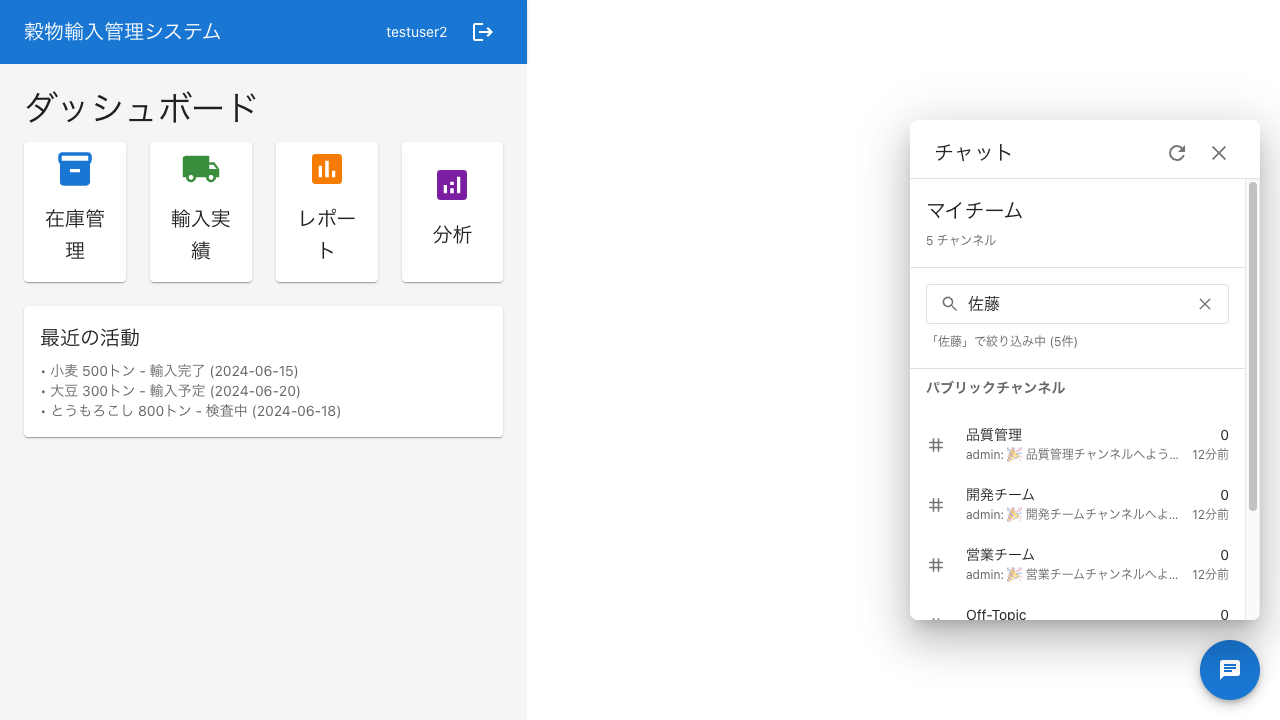 穀物輸入管理システム
testuser2
ダッシュボード
在庫管
理
輸入実
績
レポー
ト
分析
最近の活動
• 小麦 500トン - 輸入完了 (2024-06-15)
• 大豆 300トン - 輸入予定 (2024-06-20)
• とうもろこし 800トン - 検査中 (2024-06-18)
チャット
マイチーム
5 チャンネル
佐藤
「佐藤」で絞り込み中 (5件)
パブリックチャンネル
品質管理 0
admin: 🎉 品質管理チャンネルへよう... 12分前
開発チーム 0
admin: 🎉 開発チームチャンネルへよ... 12分前
営業チーム 0
admin: 🎉 営業チームチャンネルへよ... 12分前
Off-Topic 0